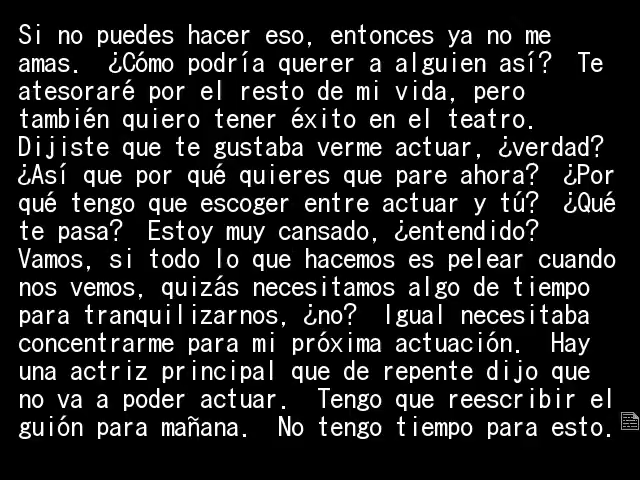 Si no puedes hacer eso, entonces ya no me
amas.  ¿Cómo podría querer a alguien así?  Te
atesoraré por el resto de mi vida, pero
también quiero tener éxito en el teatro.
Dijiste que te gustaba verme actuar, ¿verdad?
¿Así que por qué quieres que pare ahora?  ¿Por
qué tengo que escoger entre actuar y tú?  ¿Qué
te pasa?  Estoy muy cansado, ¿entendido?
Vamos, si todo lo que hacemos es pelear cuando
nos vemos, quizás necesitamos algo de tiempo
para tranquilizarnos, ¿no?  Igual necesitaba
concentrarme para mi próxima actuación.  Hay
una actriz principal que de repente dijo que
no va a poder actuar.  Tengo que reescribir el
guión para mañana.  No tengo tiempo para esto.